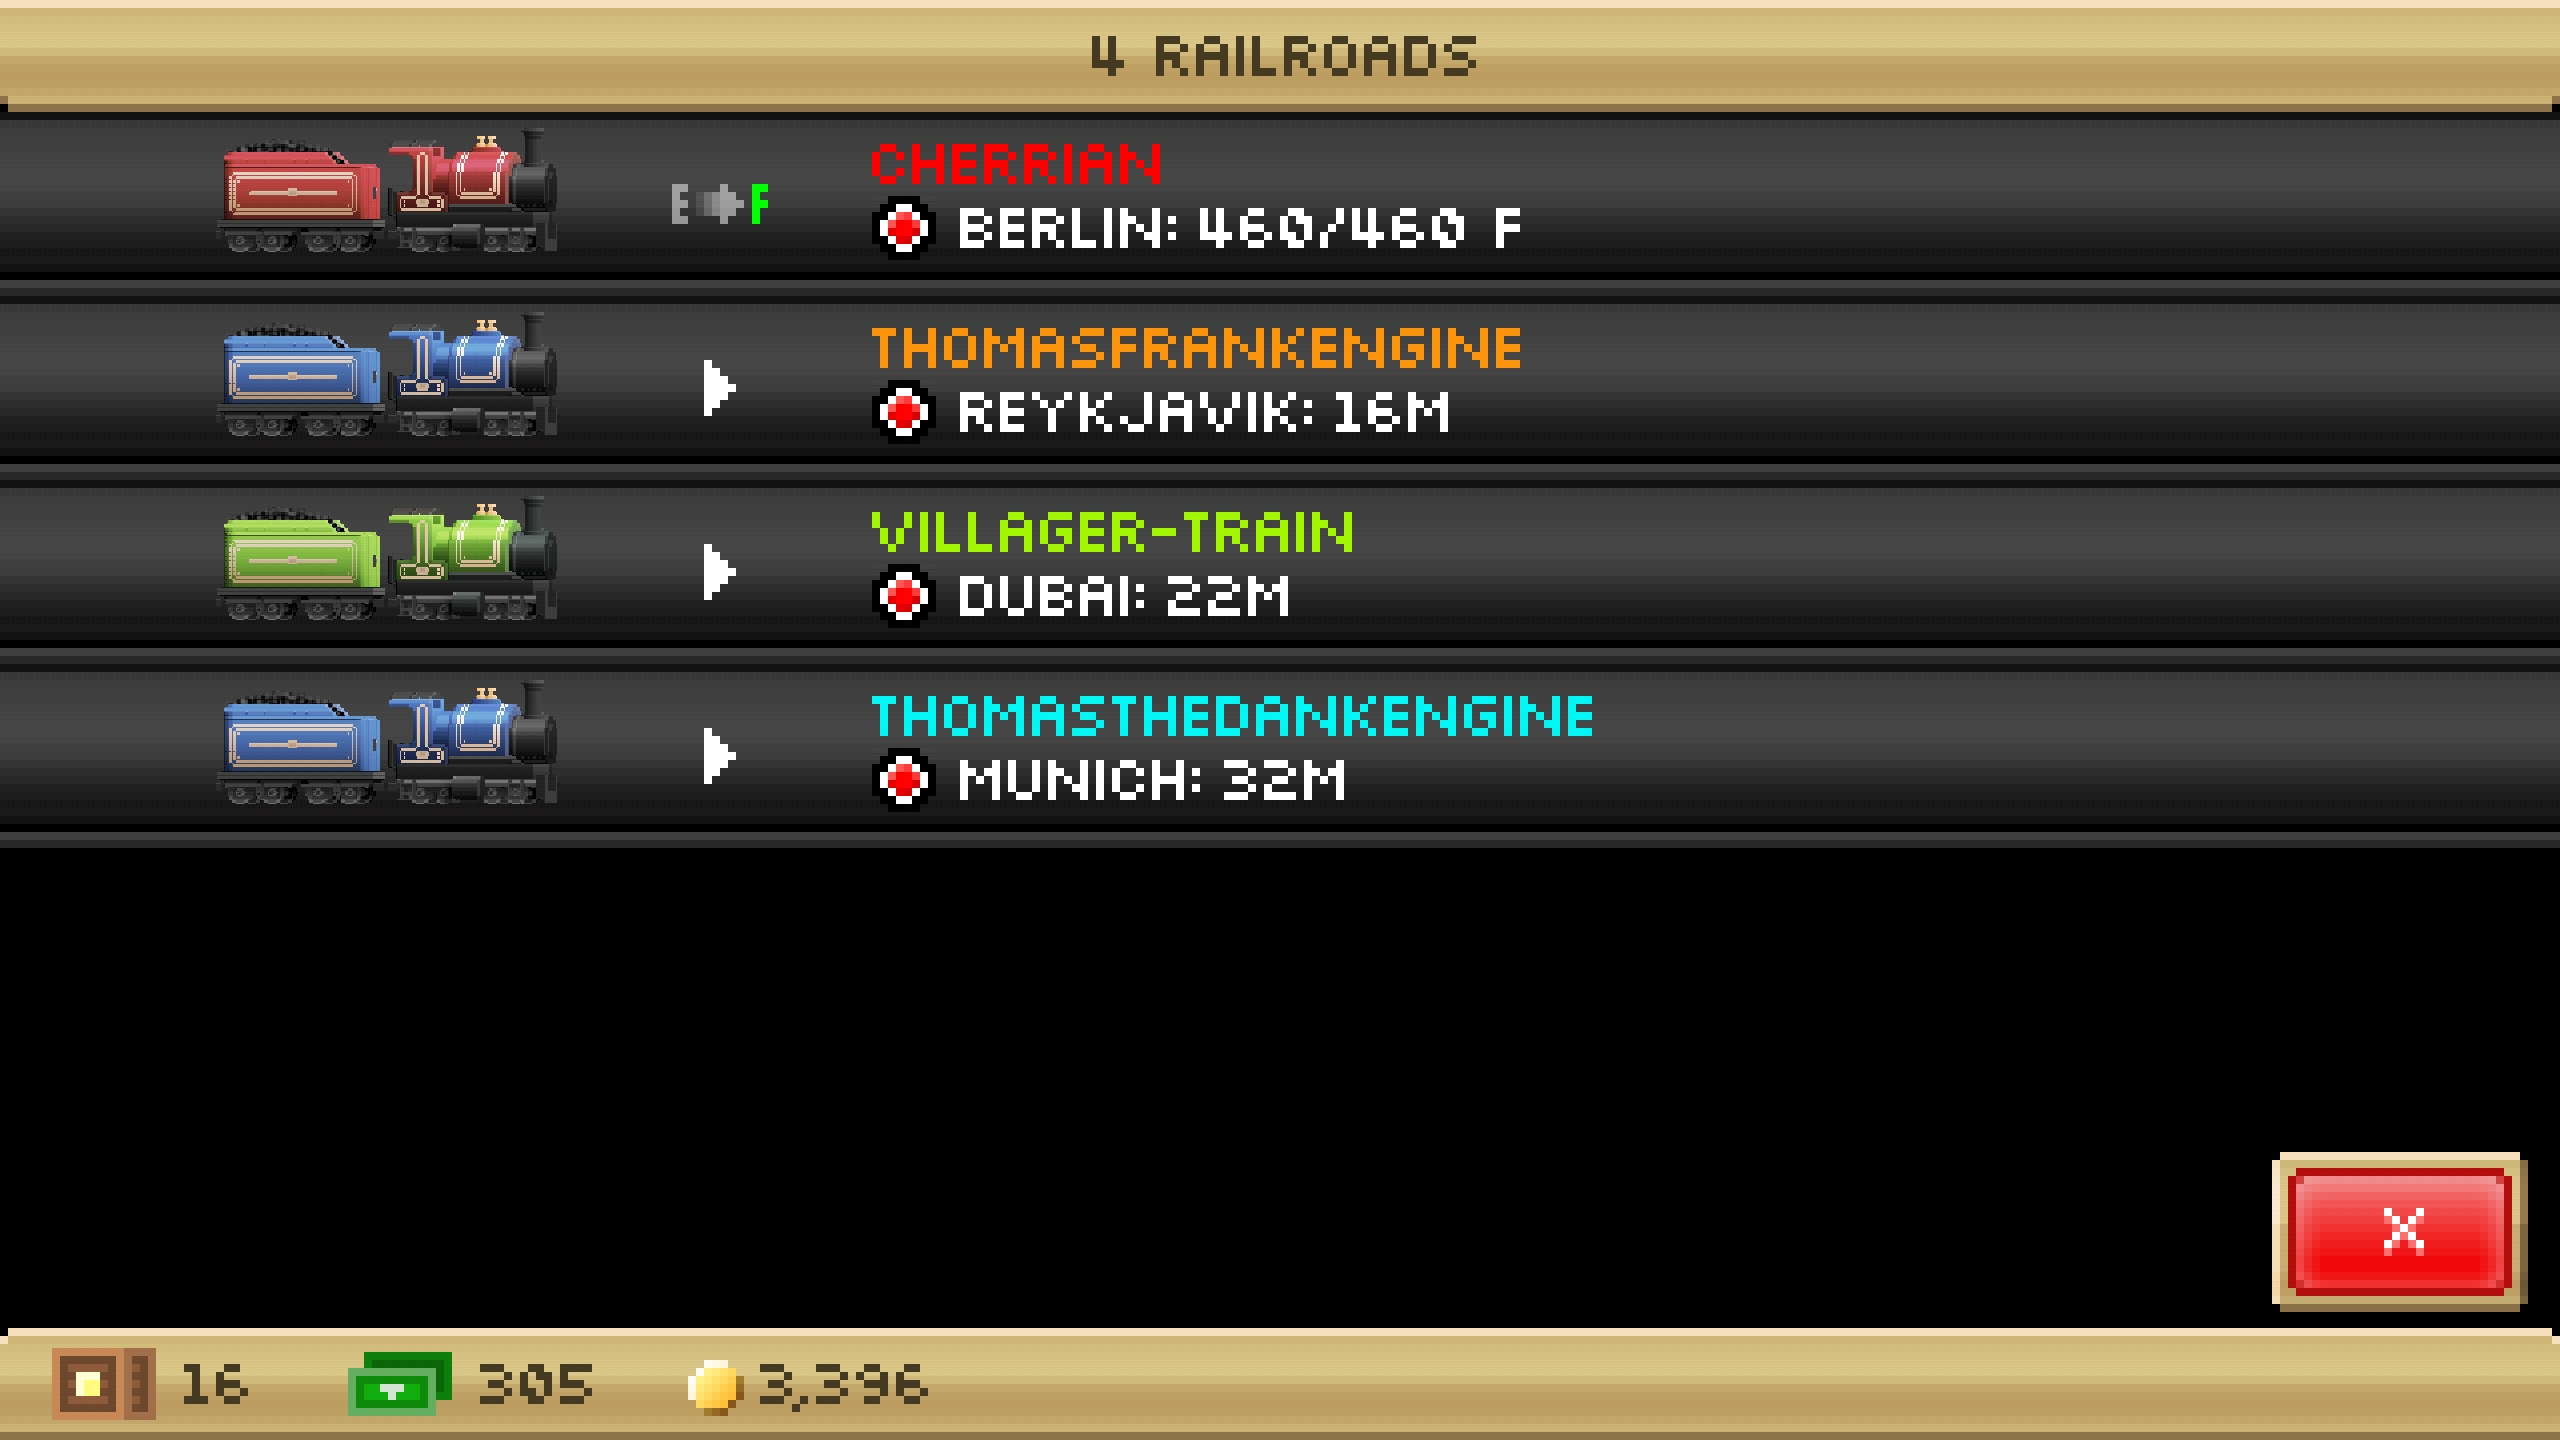 4 RAILROADS
E F
CHERRIAN
BERLIN: 460/460 F
THOMASFRANKENGINE
REYKJAVIK: 16M
VILLAGER-TRAIN
DUBAI: 22M
THOMASTHEDANKENGINE
MUNICH: 32M
X
16 305 3,396